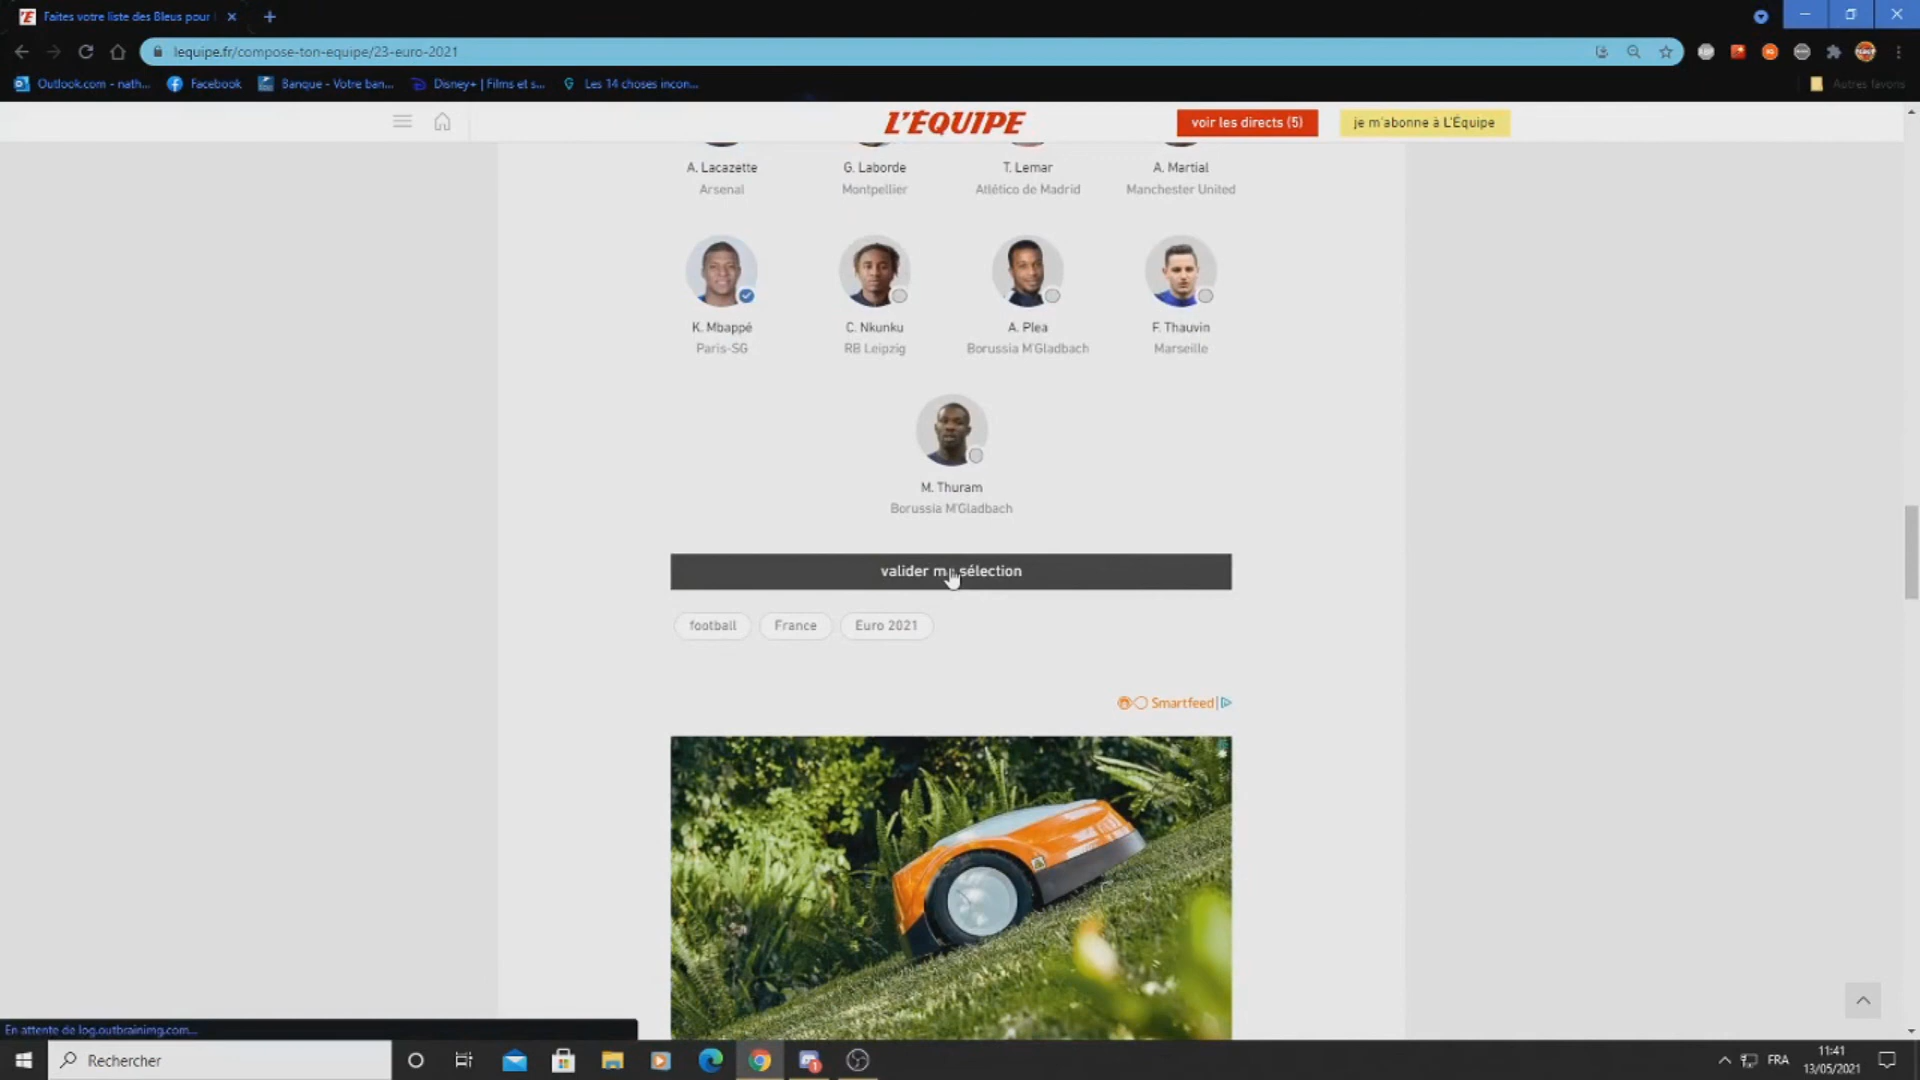 Faites votre liste des Bleus pour
lequipe.fr/compose-ton-equipe/23-euro-2021
Outlook.com - nath...
Facebook
Banque - Votre ban...
Disney+ | Films et s...
Les 14 choses incon...
Autres favoris
L'ÉQUIPE
voir les directs (5)
je m'abonne à L'Équipe
A. Lacazette
G. Laborde
T. Lemar
A. Martial
Arsenal
Montpellier
Atlético de Madrid
Manchester United
K. Mbappé
C. Nkunku
A. Plea
F. Thauvin
Paris-SG
RB Leipzig
Borussia M'Gladbach
Marseille
M. Thuram
Borussia M'Gladbach
valider ma sélection
football
France
Euro 2021
Smartfeed
En attente de log.outbrainimg.com...
Rechercher
FRA
11:41
13/05/2021